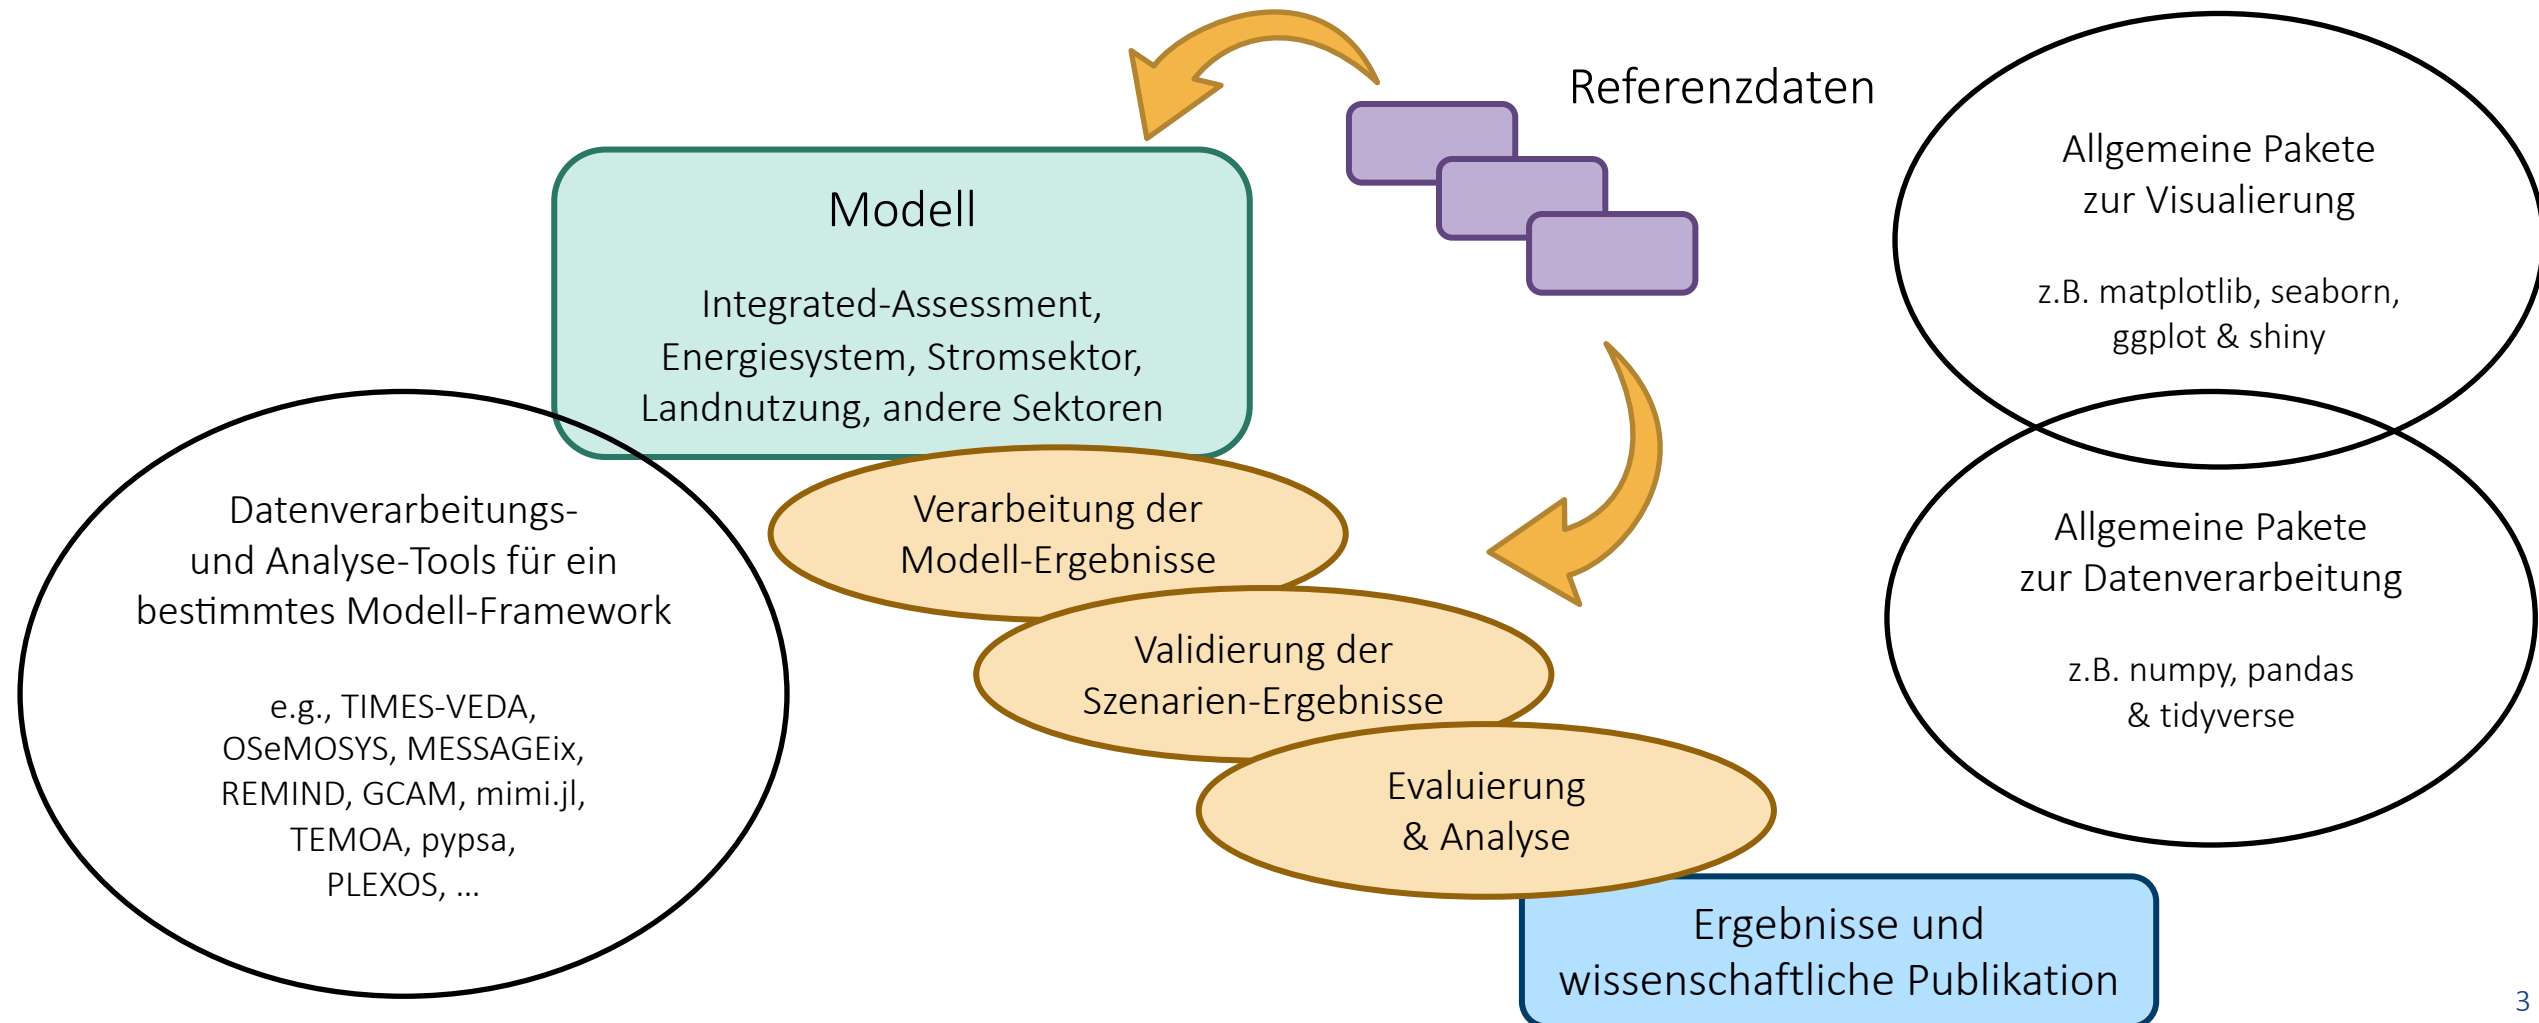 Referenzdaten
Modell
Integrated-Assessment,
Energiesystem, Stromsektor,
Landnutzung, andere Sektoren
Datenverarbeitungs-
und Analyse-Tools für ein
bestimmtes Modell-Framework
e.g., TIMES-VEDA,
OSeMOSYS, MESSAGEix,
REMIND, GCAM, mimi.jl,
TEMOA, pypsa,
PLEXOS, ...
Verarbeitung der
Modell-Ergebnisse
Validierung der
Szenarien-Ergebnisse
Evaluierung
& Analyse
Ergebnisse und
wissenschaftliche Publikation
Allgemeine Pakete
zur Visualierung
z.B. matplotlib, seaborn,
ggplot & shiny
Allgemeine Pakete
zur Datenverarbeitung
z.B. numpy, pandas
& tidyverse
3